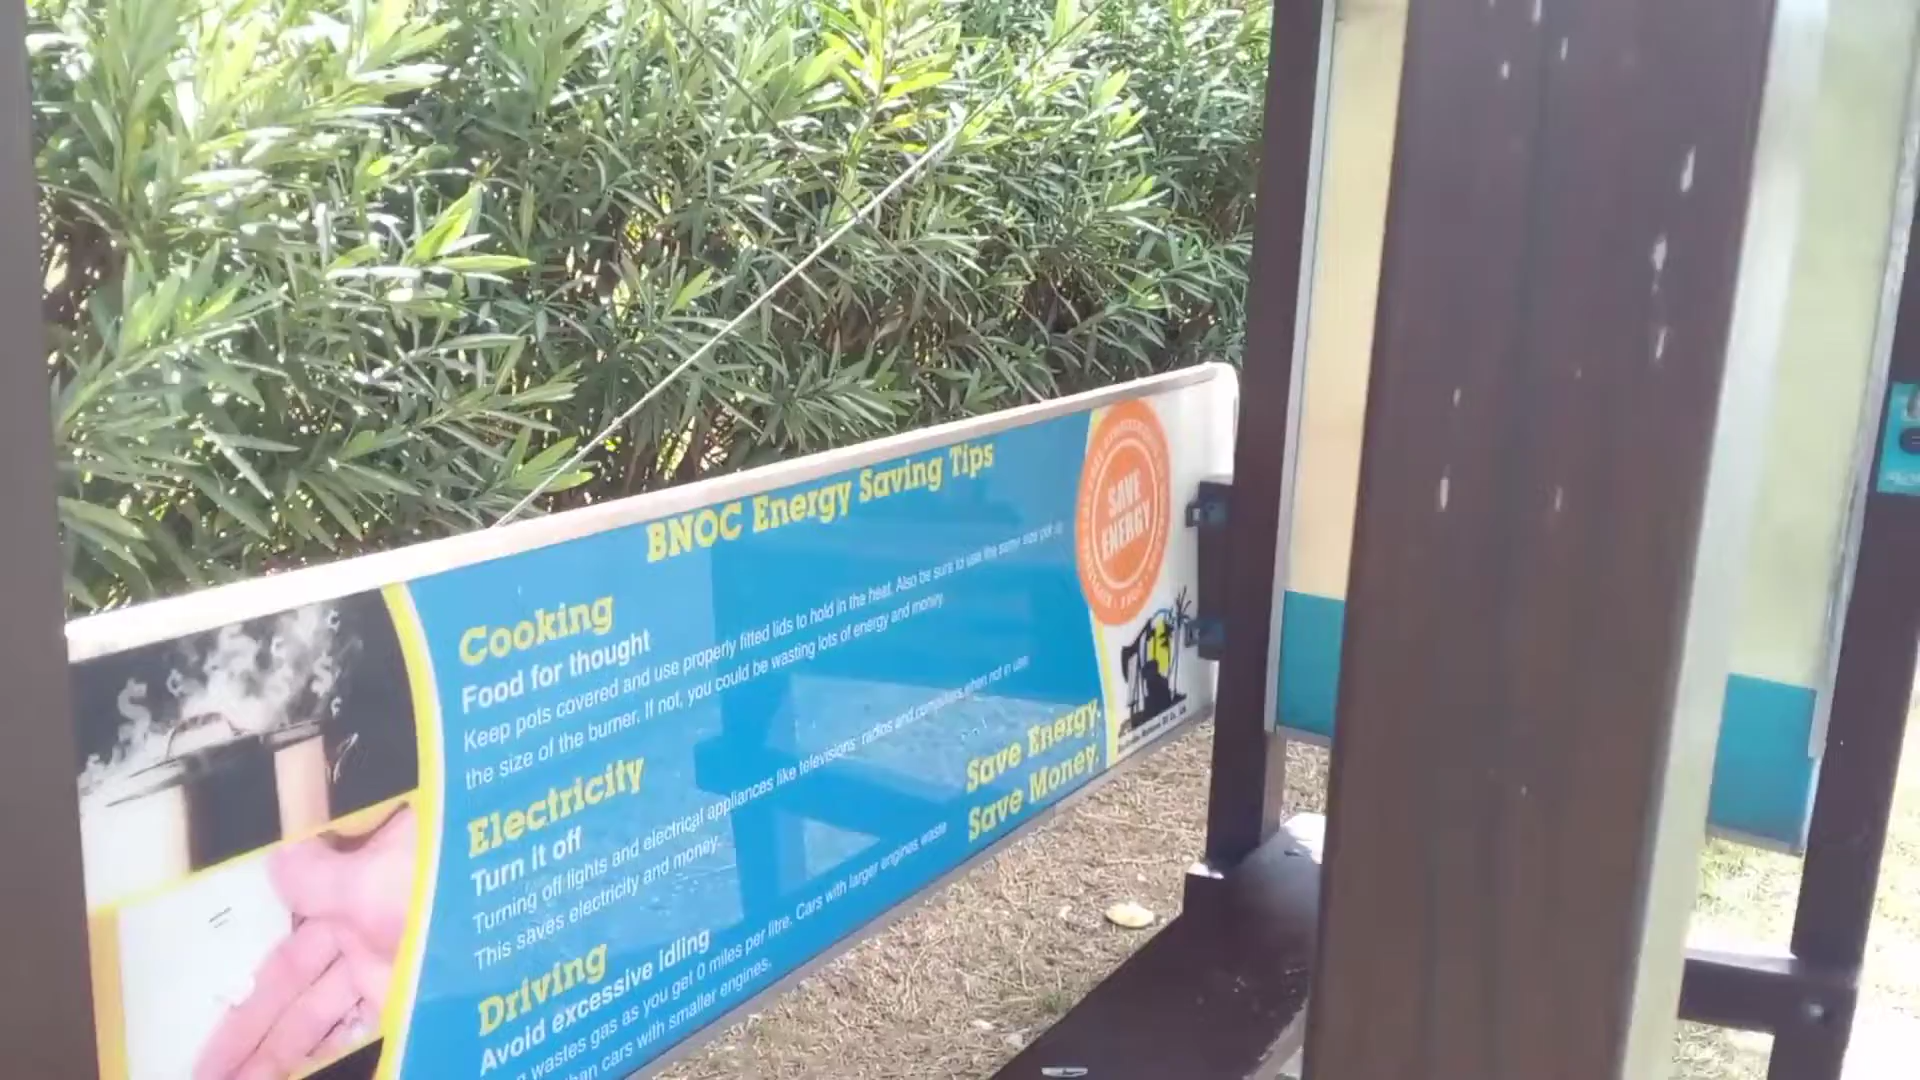 BNOC Energy Saving Tips
SAVE
ENERGY
Cooking
Food for thought
Keep pots covered and use properly fitted lids to hold in the heat. Also be sure to use the same size pot as
the size of the burner. If not, you could be wasting lots of energy and money.
Electricity
Turn it off
Turning off lights and electrical appliances like televisions, radios and computers when not in use.
This saves electricity and money.
Driving
Avoid excessive idling
wastes gas as you get 0 miles per litre. Cars with larger engines waste
than cars with smaller engines.
Save Energy.
Save Money.